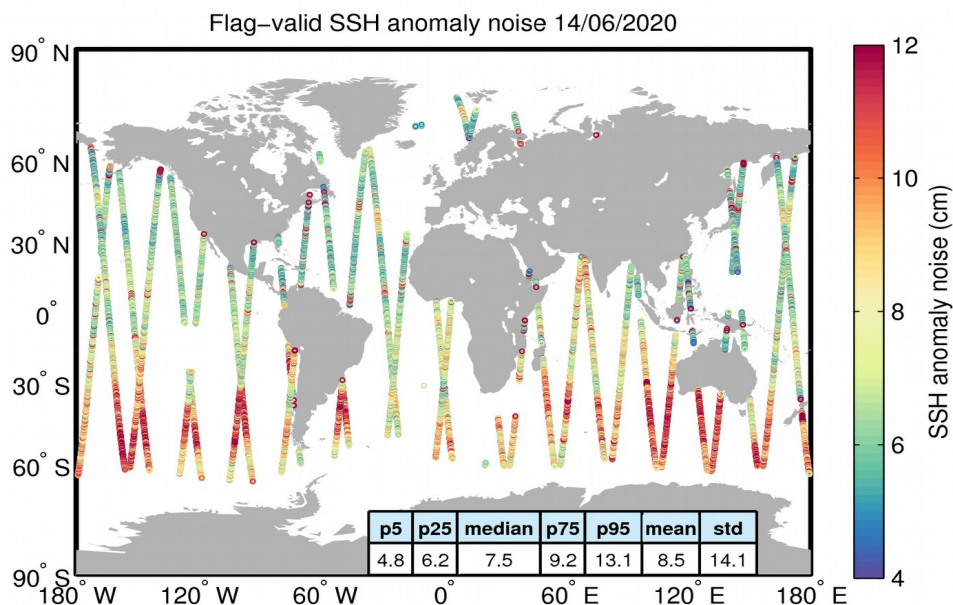 Flag–valid SSH anomaly noise 14/06/2020
90° N
60° N
30° N
0°
30° S
60° S
90° S
180° W
120° W
60° W
0°
60° E
120° E
180° E
p5 p25 median p75 p95 mean std
4.8 6.2 7.5 9.2 13.1 8.5 14.1
12
10
8
6
4
SSH anomaly noise (cm)